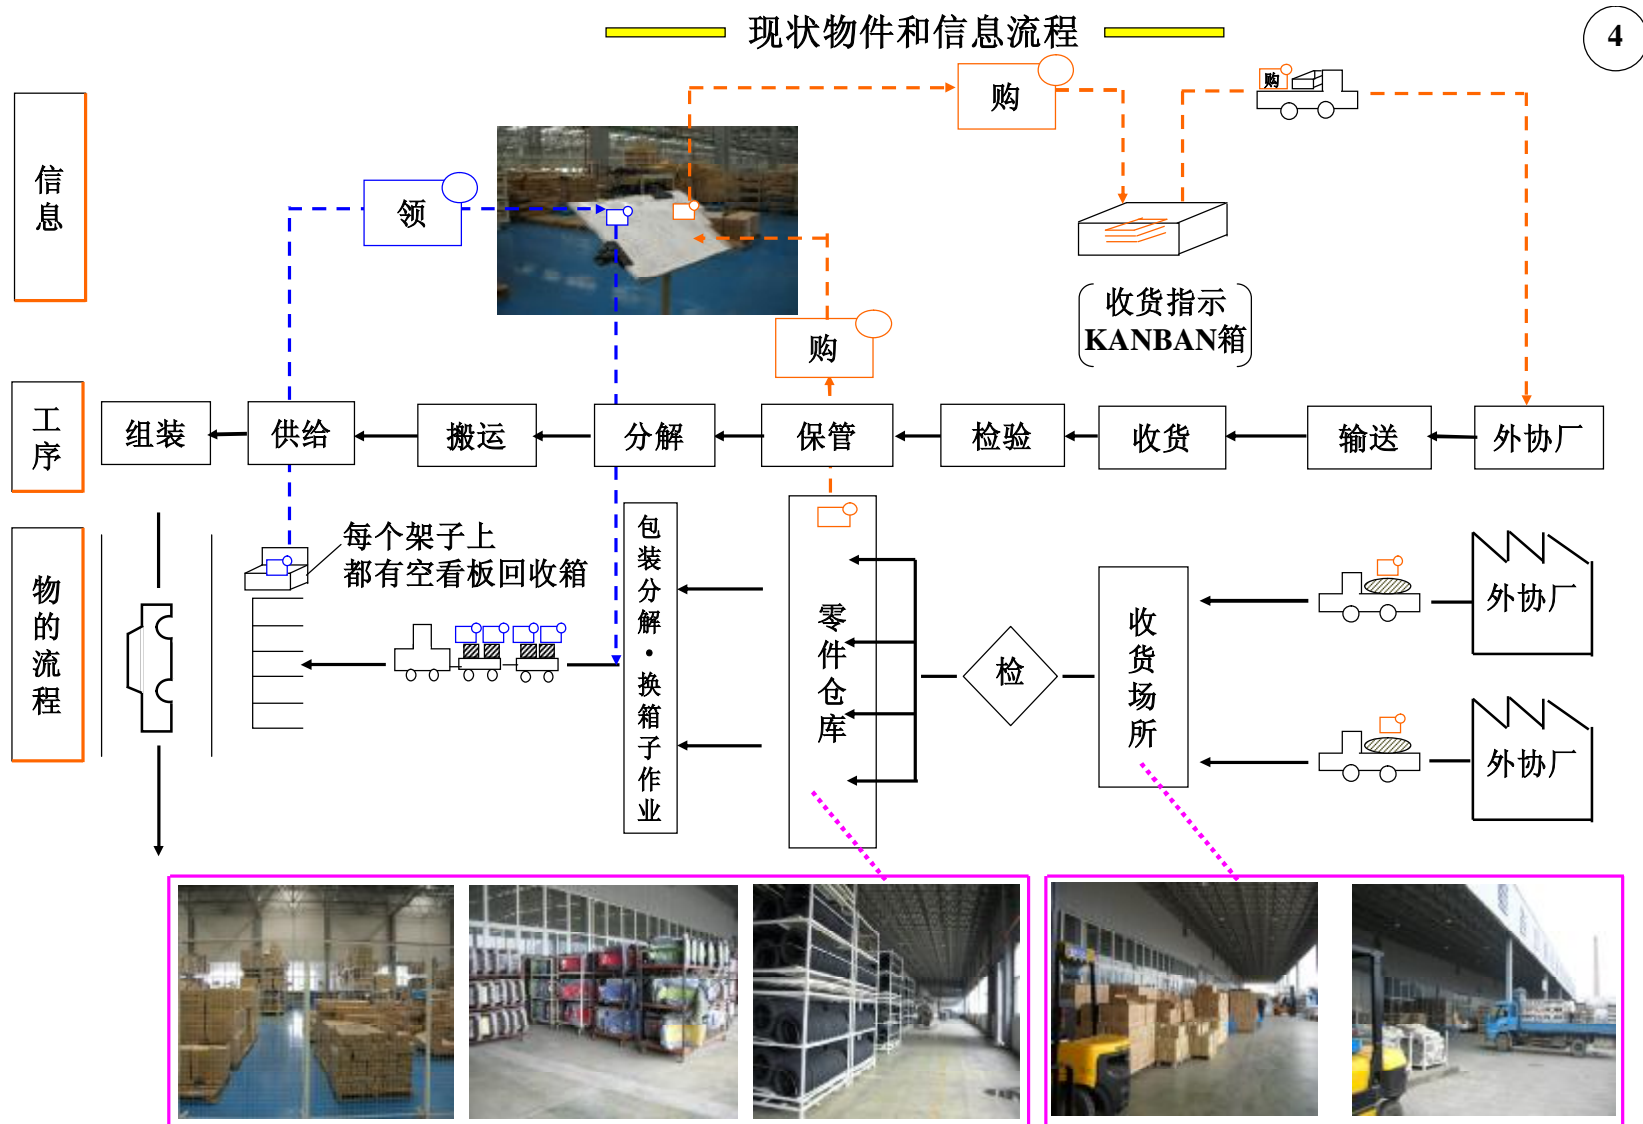 现状物件和信息流程
4
信息
购
购
领
购
收货指示
KANBAN箱
工序
组装
供给
搬运
分解
保管
检验
收货
输送
外协厂
物的流程
每个架子上
都有空看板回收箱
包装分解·换箱子作业
零件仓库
检
收货场所
外协厂
外协厂